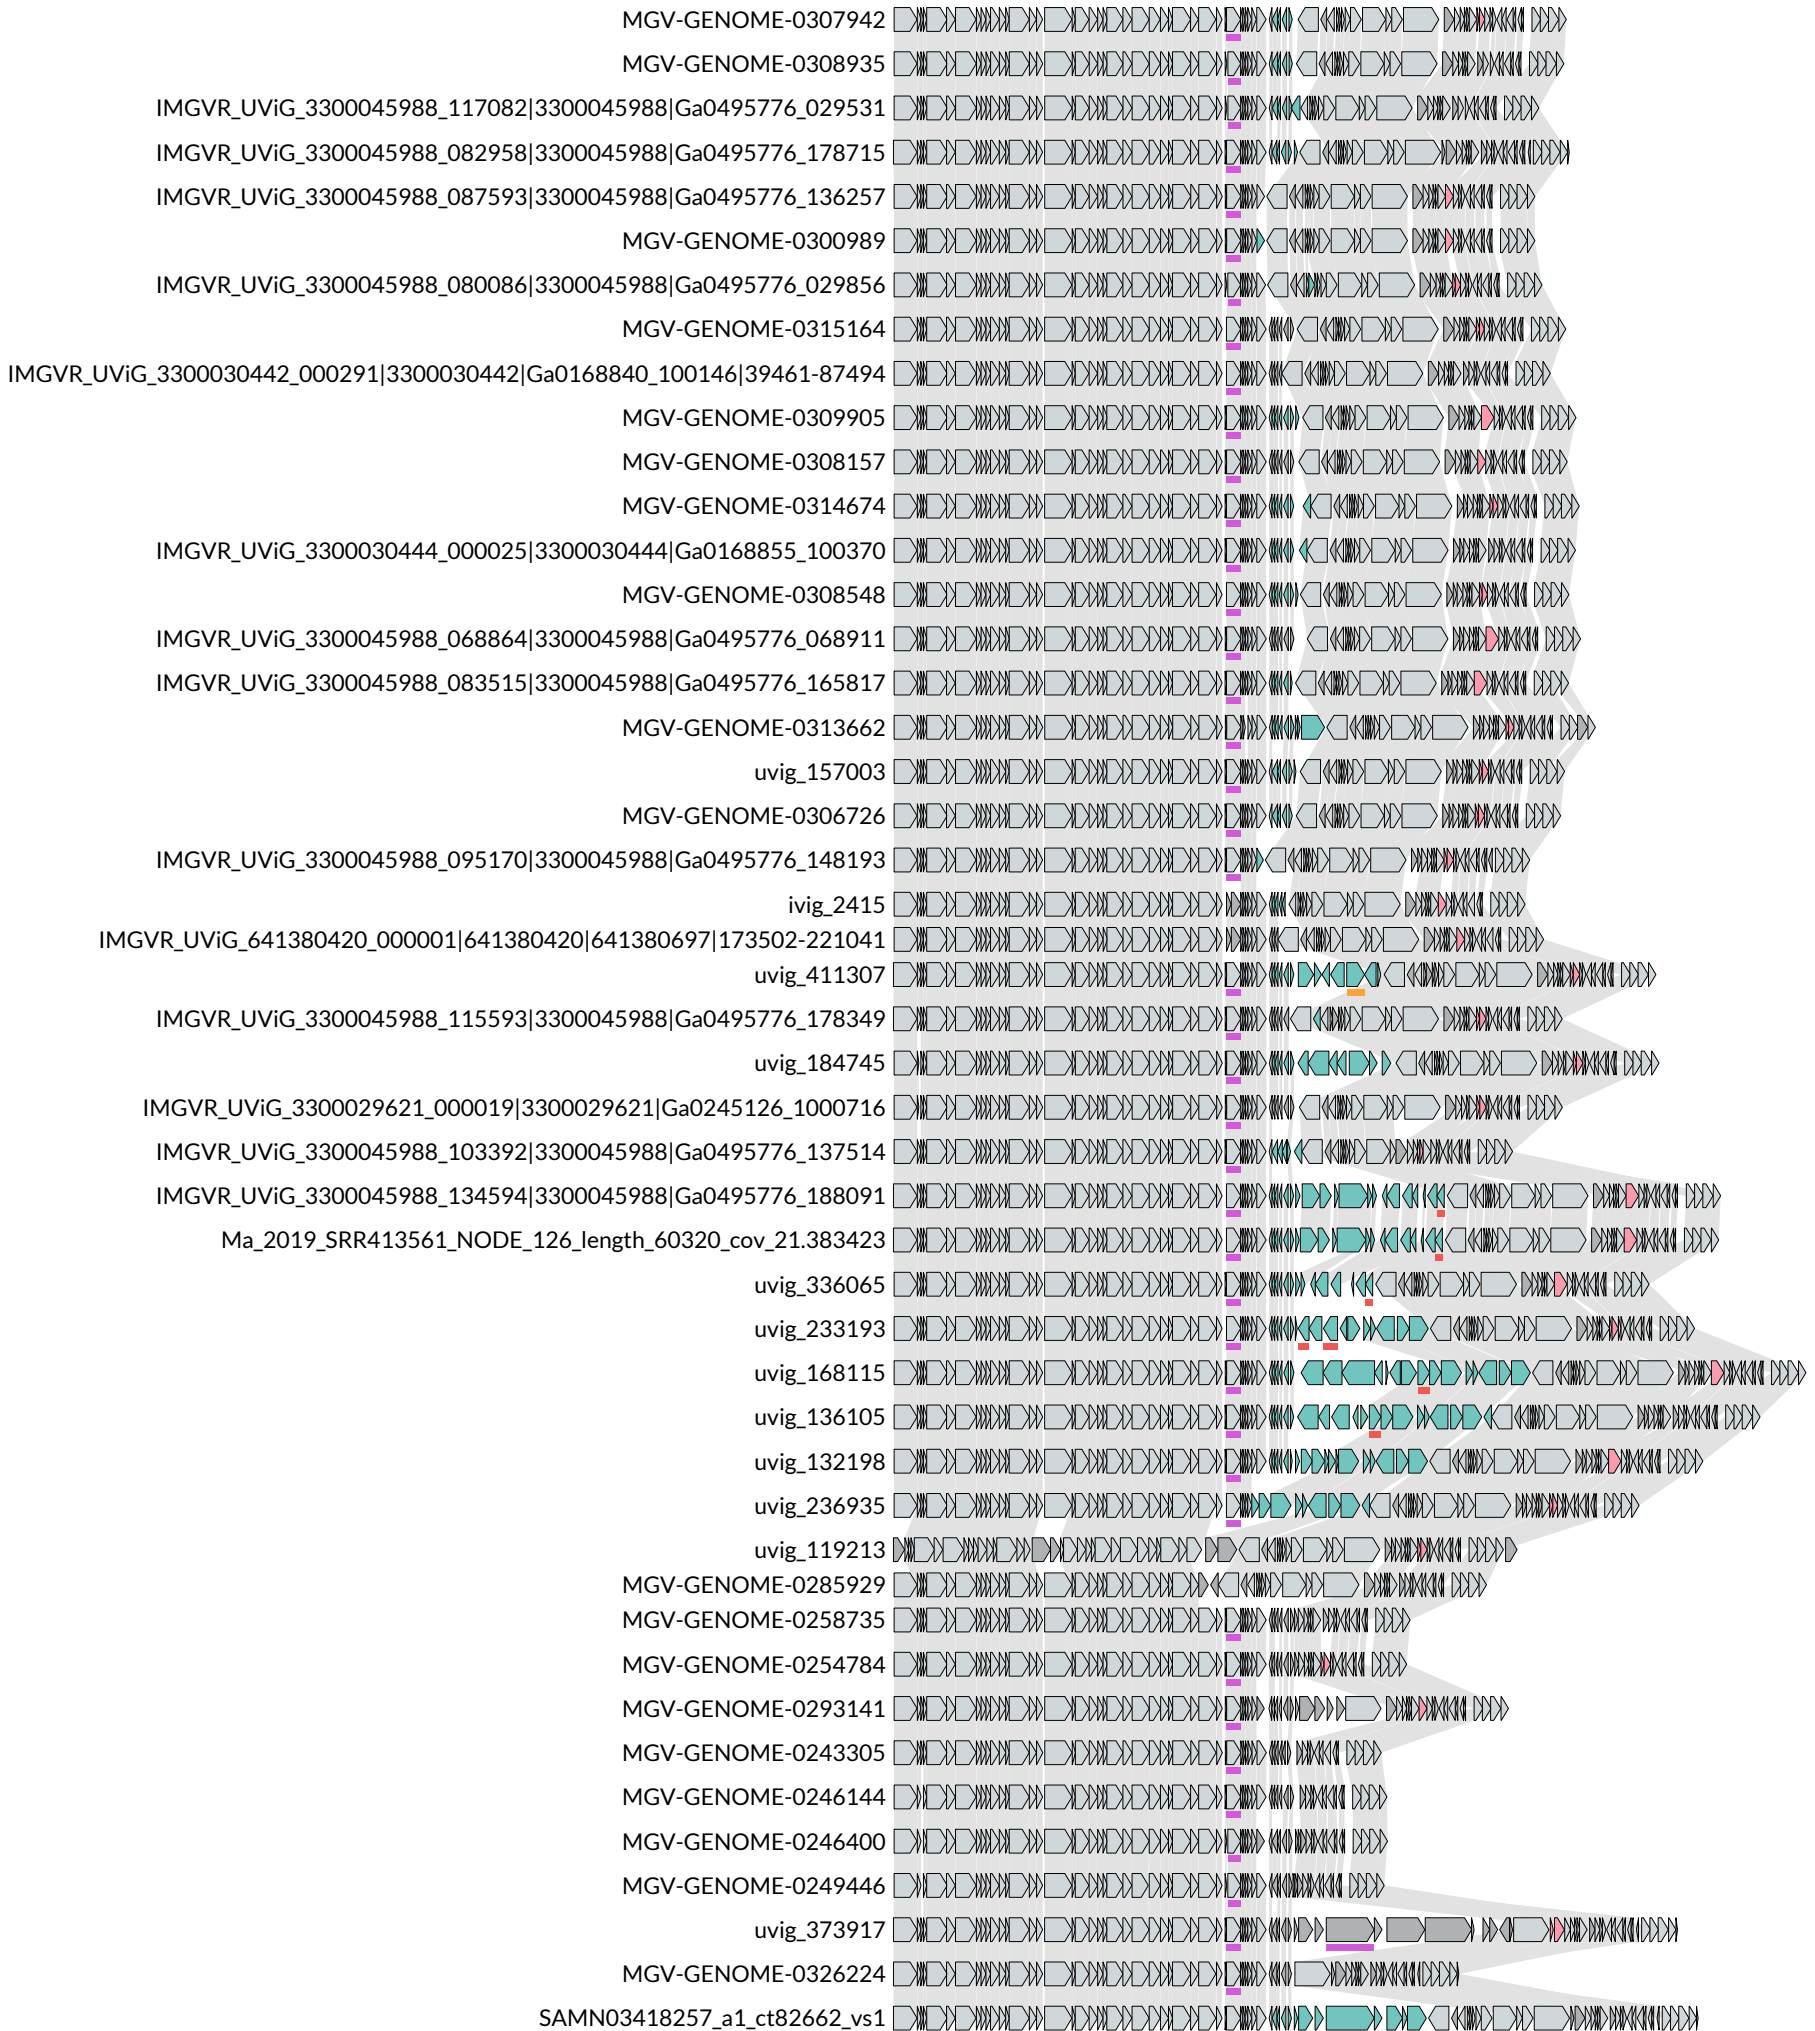 MGV-GENOME-0307942
MGV-GENOME-0308935
IMGVR_UViG_3300045988_117082|3300045988|Ga0495776_029531
IMGVR_UViG_3300045988_082958|3300045988|Ga0495776_178715
IMGVR_UViG_3300045988_087593|3300045988|Ga0495776_136257
MGV-GENOME-0300989
IMGVR_UViG_3300045988_080086|3300045988|Ga0495776_029856
MGV-GENOME-0315164
IMGVR_UViG_3300030442_000291|3300030442|Ga0168840_100146|39461-87494
MGV-GENOME-0309905
MGV-GENOME-0308157
MGV-GENOME-0314674
IMGVR_UViG_3300030444_000025|3300030444|Ga0168855_100370
MGV-GENOME-0308548
IMGVR_UViG_3300045988_068864|3300045988|Ga0495776_068911
IMGVR_UViG_3300045988_083515|3300045988|Ga0495776_165817
MGV-GENOME-0313662
uvig_157003
MGV-GENOME-0306726
IMGVR_UViG_3300045988_095170|3300045988|Ga0495776_148193
ivig_2415
IMGVR_UViG_641380420_000001|641380420|641380697|173502-221041
uvig_411307
IMGVR_UViG_3300045988_115593|3300045988|Ga0495776_178349
uvig_184745
IMGVR_UViG_3300029621_000019|3300029621|Ga0245126_1000716
IMGVR_UViG_3300045988_103392|3300045988|Ga0495776_137514
IMGVR_UViG_3300045988_134594|3300045988|Ga0495776_188091
Ma_2019_SRR413561_NODE_126_length_60320_cov_21.383423
uvig_336065
uvig_233193
uvig_168115
uvig_136105
uvig_132198
uvig_236935
uvig_119213
MGV-GENOME-0285929
MGV-GENOME-0258735
MGV-GENOME-0254784
MGV-GENOME-0293141
MGV-GENOME-0243305
MGV-GENOME-0246144
MGV-GENOME-0246400
MGV-GENOME-0249446
uvig_373917
MGV-GENOME-0326224
SAMN03418257_a1_ct82662_vs1